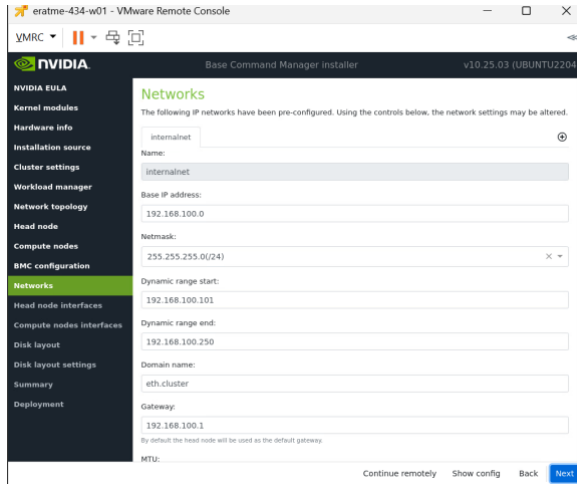 eratme-434-w01 - VMware Remote Console
VMRC
NVIDIA
Base Command Manager installer
v10.25.03 (UBUNTU2204
NVIDIA EULA
Kernel modules
Hardware info
Installation source
Cluster settings
Workload manager
Network topology
Head node
Compute nodes
BMC configuration
Networks
Head node interfaces
Compute nodes interfaces
Disk layout
Disk layout settings
Summary
Deployment
Networks
The following IP networks have been pre-configured. Using the controls below, the network settings may be altered.
internalnet
Name:
internalnet
Base IP address:
192.168.100.0
Netmask:
255.255.255.0(/24)
Dynamic range start:
192.168.100.101
Dynamic range end:
192.168.100.250
Domain name:
eth.cluster
Gateway:
192.168.100.1
By default the head node will be used as the default gateway.
MTU:
Continue remotely
Show config
Back
Next